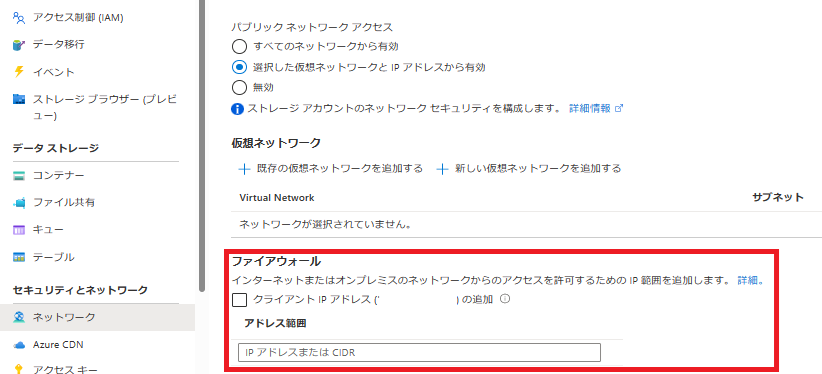 アクセス制御 (IAM)
データ移行
イベント
ストレージ ブラウザー (プレビ
ュー)
データ ストレージ
コンテナー
ファイル共有
キュー
テーブル
セキュリティとネットワーク
ネットワーク
Azure CDN
アクセス キー
パブリック ネットワーク アクセス
すべてのネットワークから有効
選択した仮想ネットワークと IP アドレスから有効
無効
ストレージ アカウントのネットワーク セキュリティを構成します。 詳細情報
仮想ネットワーク
+ 既存の仮想ネットワークを追加する + 新しい仮想ネットワークを追加する
Virtual Network サブネット
ネットワークが選択されていません。
ファイアウォール
インターネットまたはオンプレミスのネットワークからのアクセスを許可するための IP 範囲を追加します。 詳細。
クライアント IP アドレス (' ) の追加
アドレス範囲
IP アドレスまたは CIDR